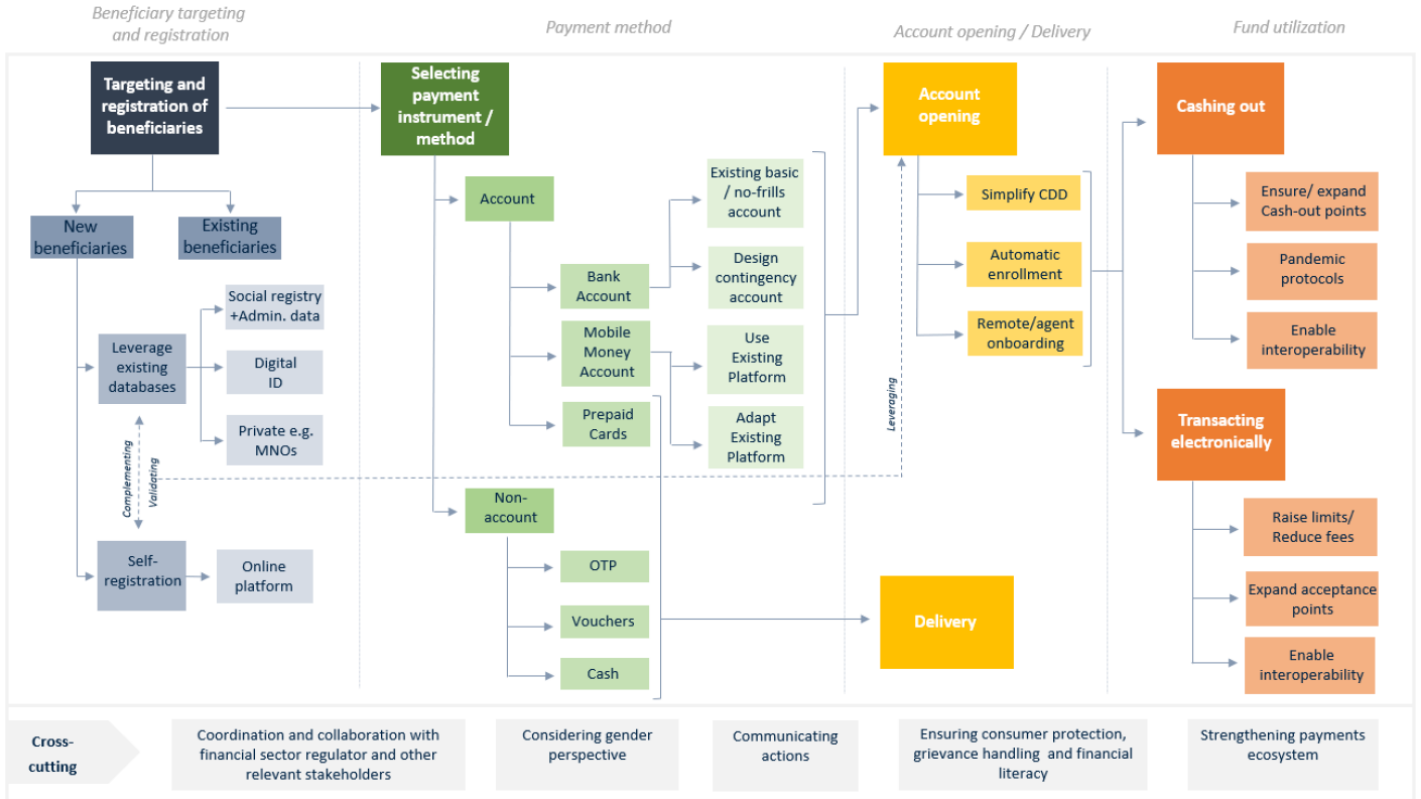 Beneficiary targeting
and registration
Payment method
Account opening / Delivery
Fund utilization
Targeting and
registration of
beneficiaries
New
beneficiaries
Existing
beneficiaries
Leverage
existing
databases
Social registry
+Admin. data
Digital
ID
Private e.g.
MNOs
Complementing
Validating
Self-
registration
Online
platform
Selecting
payment
instrument /
method
Account
Bank
Account
Mobile
Money
Account
Prepaid
Cards
Existing basic
/ no-frills
account
Design
contingency
account
Use
Existing
Platform
Adapt
Existing
Platform
Non-
account
OTP
Vouchers
Cash
Account
opening
Simplify CDD
Automatic
enrollment
Remote/agent
onboarding
Leveraging
Delivery
Cashing out
Ensure/ expand
Cash-out points
Pandemic
protocols
Enable
interoperability
Transacting
electronically
Raise limits/
Reduce fees
Expand acceptance
points
Enable
interoperability
Cross-
cutting
Coordination and collaboration with
financial sector regulator and other
relevant stakeholders
Considering gender
perspective
Communicating
actions
Ensuring consumer protection,
grievance handling and financial
literacy
Strengthening payments
ecosystem